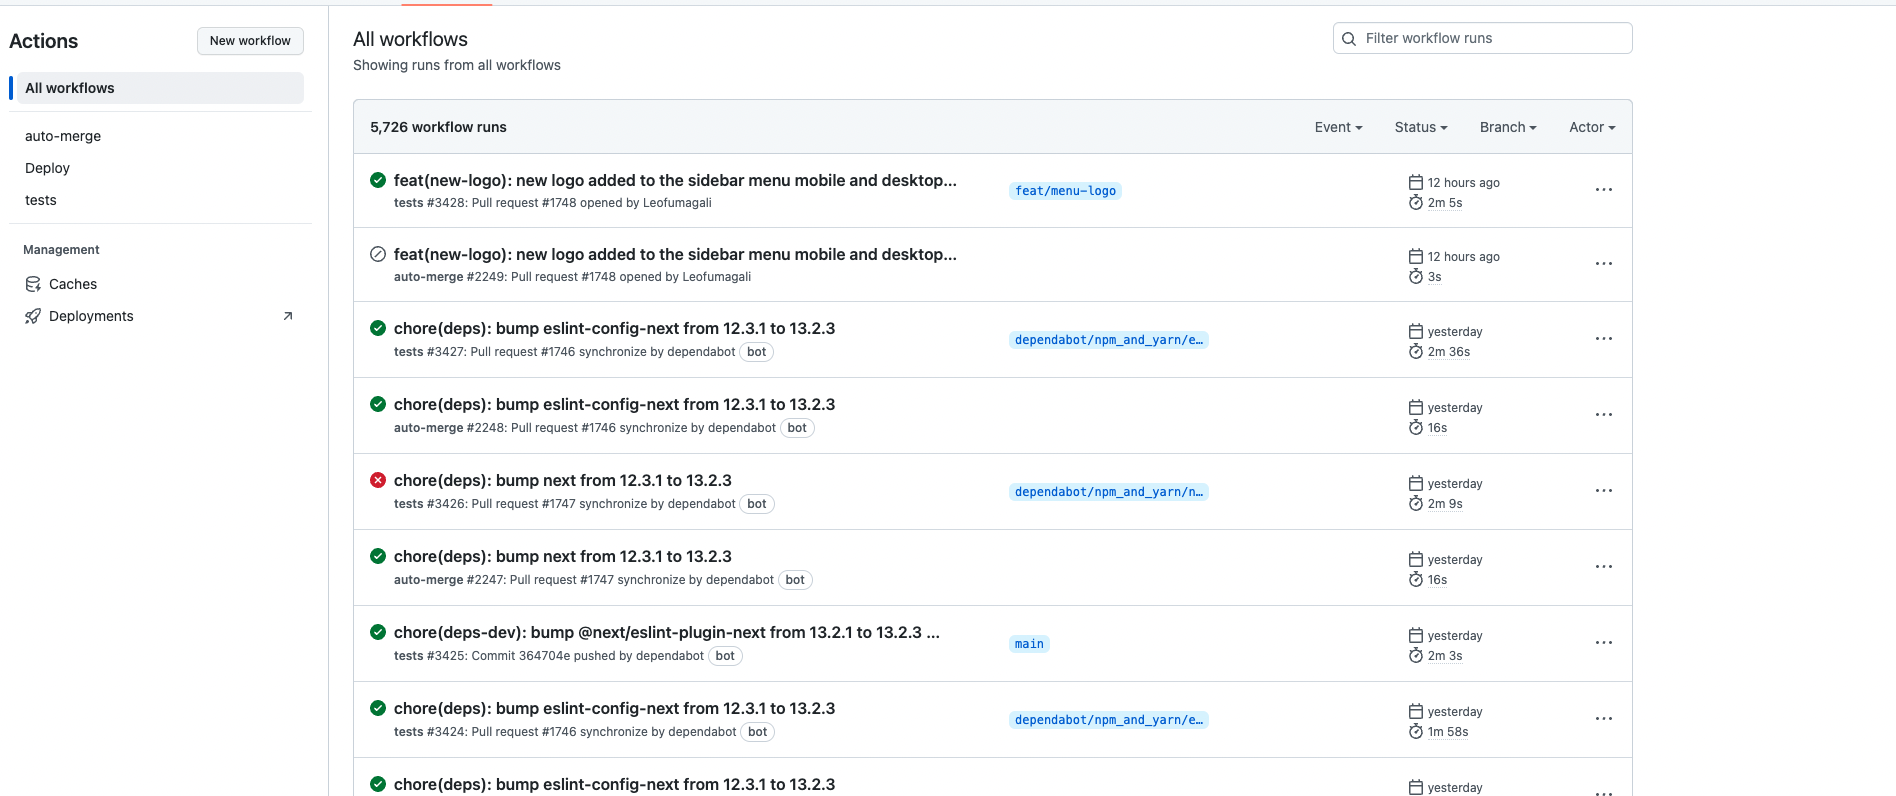 Actions
New workflow
All workflows
auto-merge
Deploy
tests
Management
Caches
Deployments
All workflows
Showing runs from all workflows
Filter workflow runs
5,726 workflow runs
Event
Status
Branch
Actor
feat(new-logo): new logo added to the sidebar menu mobile and desktop...
tests #3428: Pull request #1748 opened by Leofumagali
feat/menu-logo
12 hours ago
2m 5s
feat(new-logo): new logo added to the sidebar menu mobile and desktop...
auto-merge #2249: Pull request #1748 opened by Leofumagali
12 hours ago
3s
chore(deps): bump eslint-config-next from 12.3.1 to 13.2.3
tests #3427: Pull request #1746 synchronize by dependabot bot
dependabot/npm_and_yarn/e…
yesterday
2m 36s
chore(deps): bump eslint-config-next from 12.3.1 to 13.2.3
auto-merge #2248: Pull request #1746 synchronize by dependabot bot
yesterday
16s
chore(deps): bump next from 12.3.1 to 13.2.3
tests #3426: Pull request #1747 synchronize by dependabot bot
dependabot/npm_and_yarn/n…
yesterday
2m 9s
chore(deps): bump next from 12.3.1 to 13.2.3
auto-merge #2247: Pull request #1747 synchronize by dependabot bot
yesterday
16s
chore(deps-dev): bump @next/eslint-plugin-next from 13.2.1 to 13.2.3 ...
tests #3425: Commit 364704e pushed by dependabot bot
main
yesterday
2m 3s
chore(deps): bump eslint-config-next from 12.3.1 to 13.2.3
tests #3424: Pull request #1746 synchronize by dependabot bot
dependabot/npm_and_yarn/e…
yesterday
1m 58s
chore(deps): bump eslint-config-next from 12.3.1 to 13.2.3
yesterday